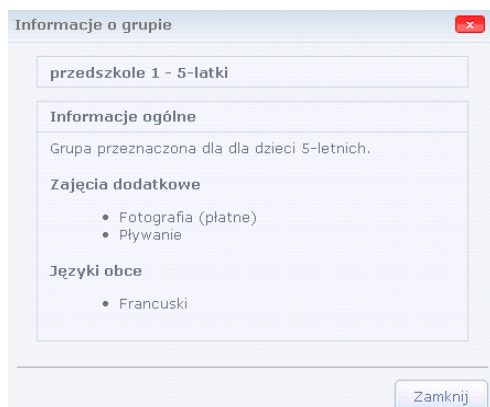 Informacje o grupie
x
przedszkole 1 - 5-latki
Informacje ogólne
Grupa przeznaczona dla dla dzieci 5-letnich.
Zajęcia dodatkowe
• Fotografia (płatne)
• Pływanie
Języki obce
• Francuski
Zamknij